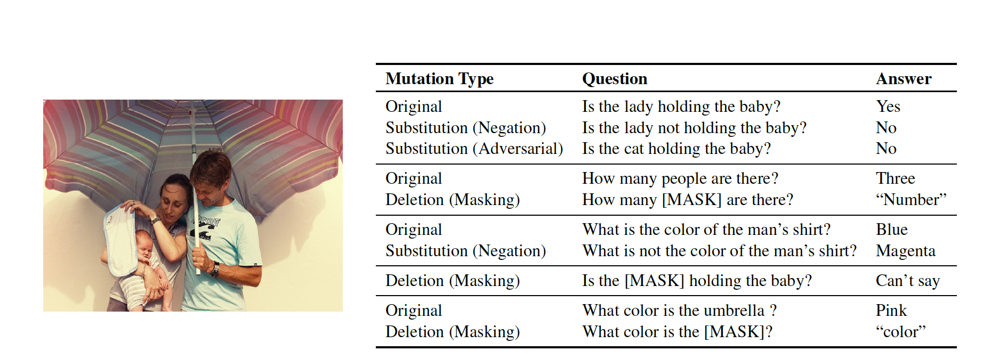 Mutation Type Question Answer
Original Is the lady holding the baby? Yes
Substitution (Negation) Is the lady not holding the baby? No
Substitution (Adversarial) Is the cat holding the baby? No
Original How many people are there? Three
Deletion (Masking) How many [MASK] are there? “Number”
Original What is the color of the man’s shirt? Blue
Substitution (Negation) What is not the color of the man’s shirt? Magenta
Deletion (Masking) Is the [MASK] holding the baby? Can’t say
Original What color is the umbrella ? Pink
Deletion (Masking) What color is the [MASK]? “color”